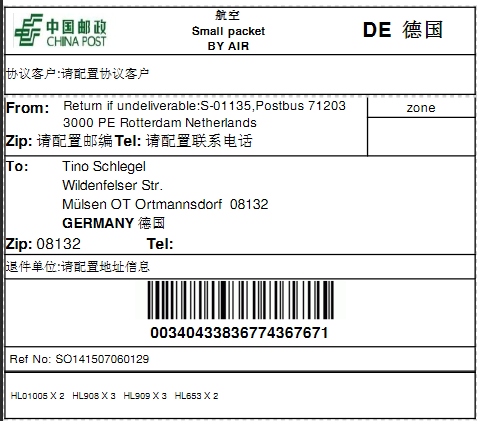 中国邮政
CHINA POST
航空
Small packet
BY AIR
DE 德国
协议客户:请配置协议客户
From: Return if undeliverable:S-01135,Postbus 71203
3000 PE Rotterdam Netherlands
Zip: 请配置邮编 Tel: 请配置联系电话
zone
To: Tino Schlegel
Wildenfelser Str.
Mülsen OT Ortmannsdorf 08132
GERMANY 德国
Zip: 08132 Tel:
退件单位:请配置地址信息
00340433836774367671
Ref No: SO141507060129
HL01005 X 2 HL908 X 3 HL909 X 3 HL653 X 2